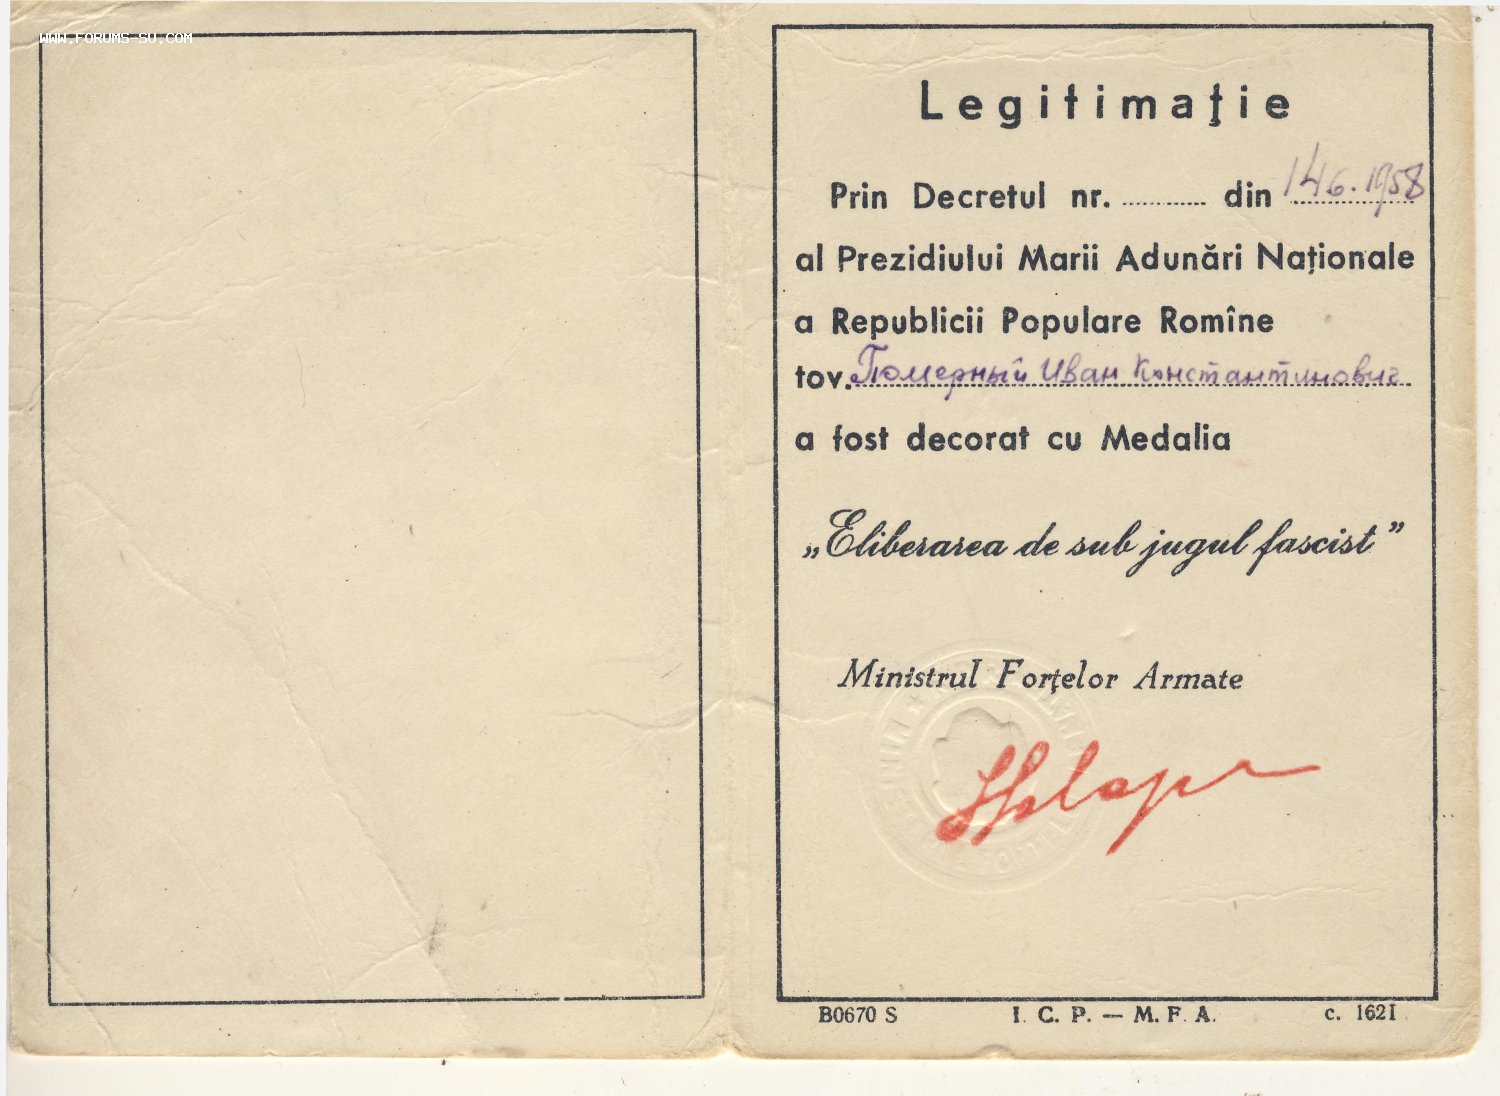 www.forums-su.com
Legitimaţie
Prin Decretul nr. ............ din 14 6. 1958
al Prezidiului Marii Adunări Naţionale
a Republicii Populare Romîne
tov. Иван Константинович
a fost decorat cu Medalia
„Eliberarea de sub jugul fascist”
Ministrul Forţelor Armate
B0670 S I. C. P. — M. F. A. c. 1621